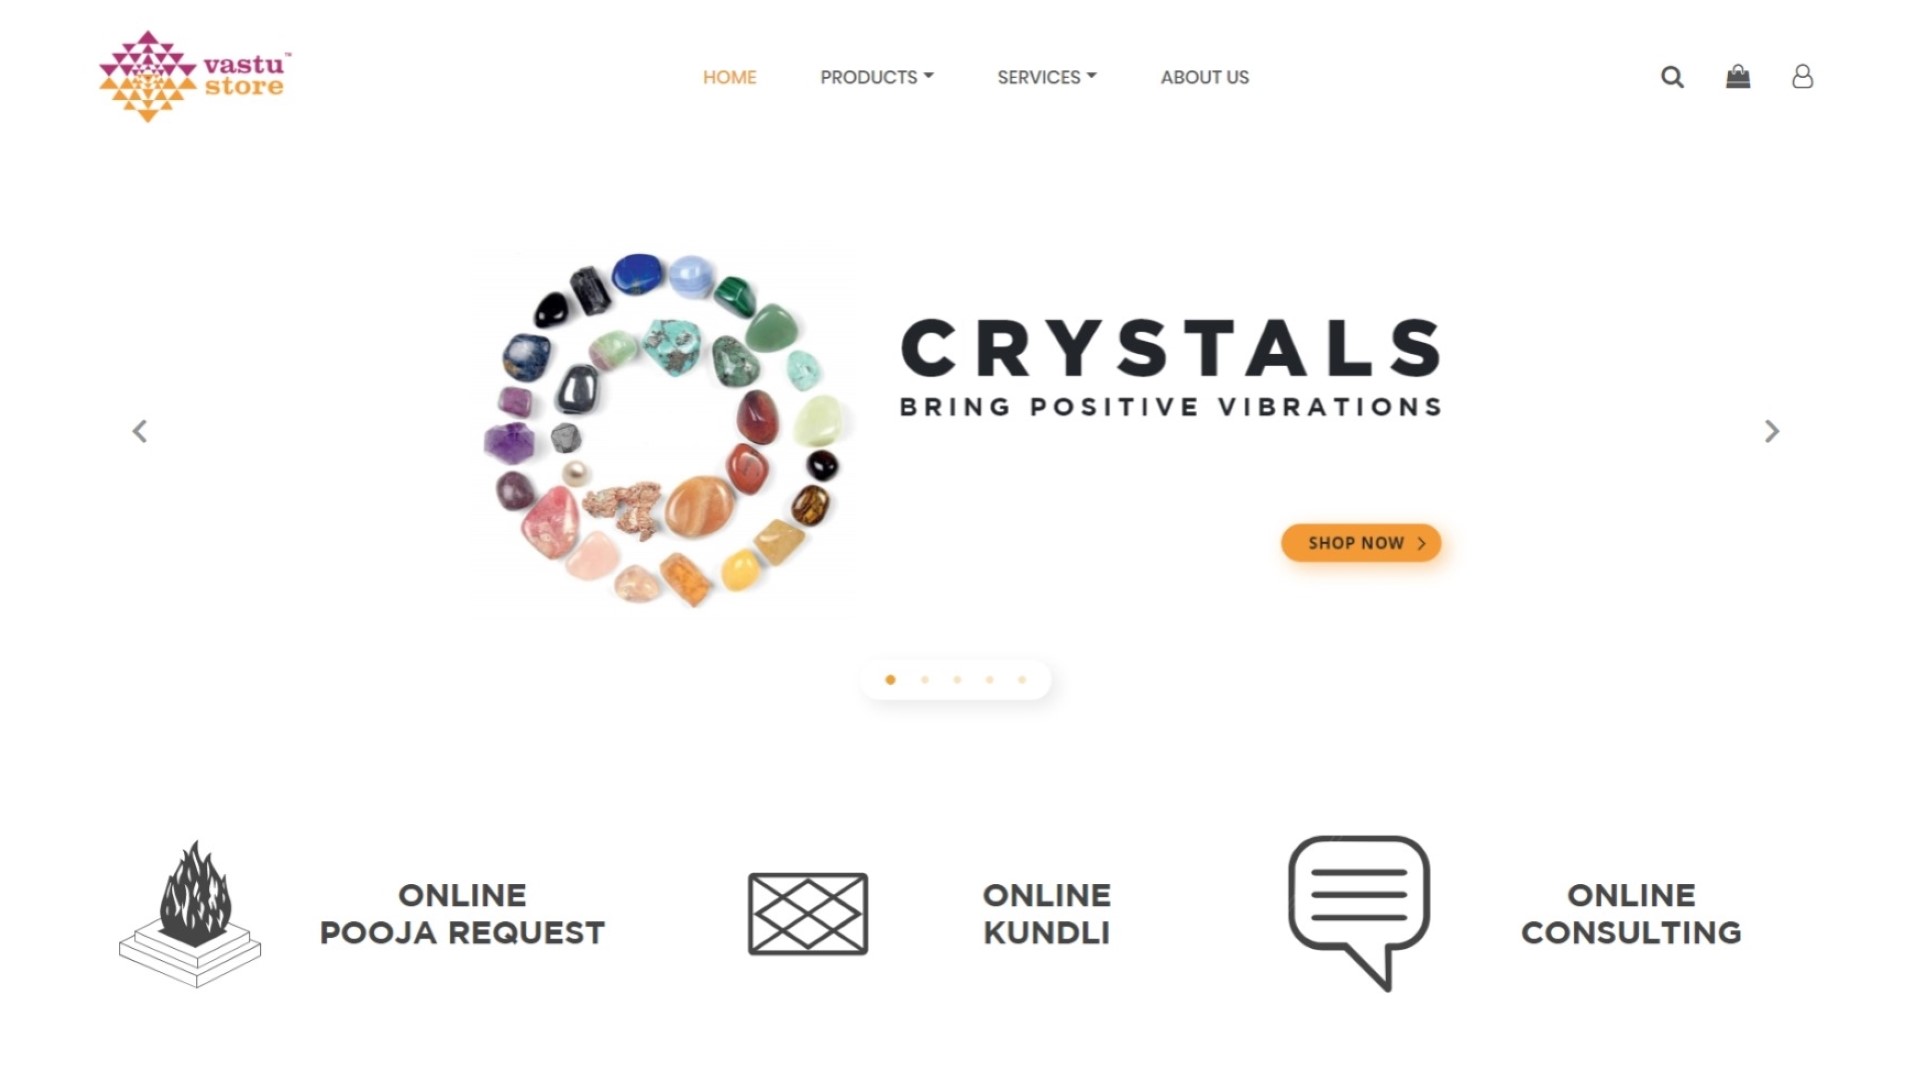 vastu™
store
HOME
PRODUCTS
SERVICES
ABOUT US
CRYSTALS
BRING POSITIVE VIBRATIONS
SHOP NOW
ONLINE
POOJA REQUEST
ONLINE
KUNDLI
ONLINE
CONSULTING